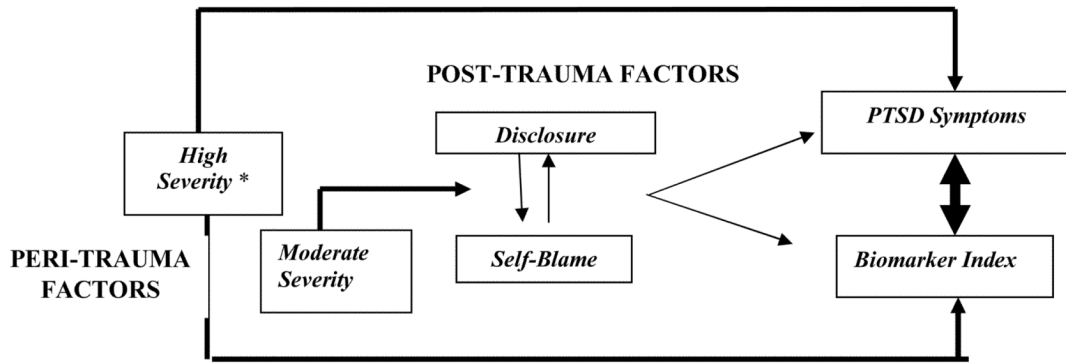 POST-TRAUMA FACTORS
PTSD Symptoms
Disclosure
High
Severity *
Moderate
Severity
Self-Blame
Biomarker Index
PERI-TRAUMA
FACTORS